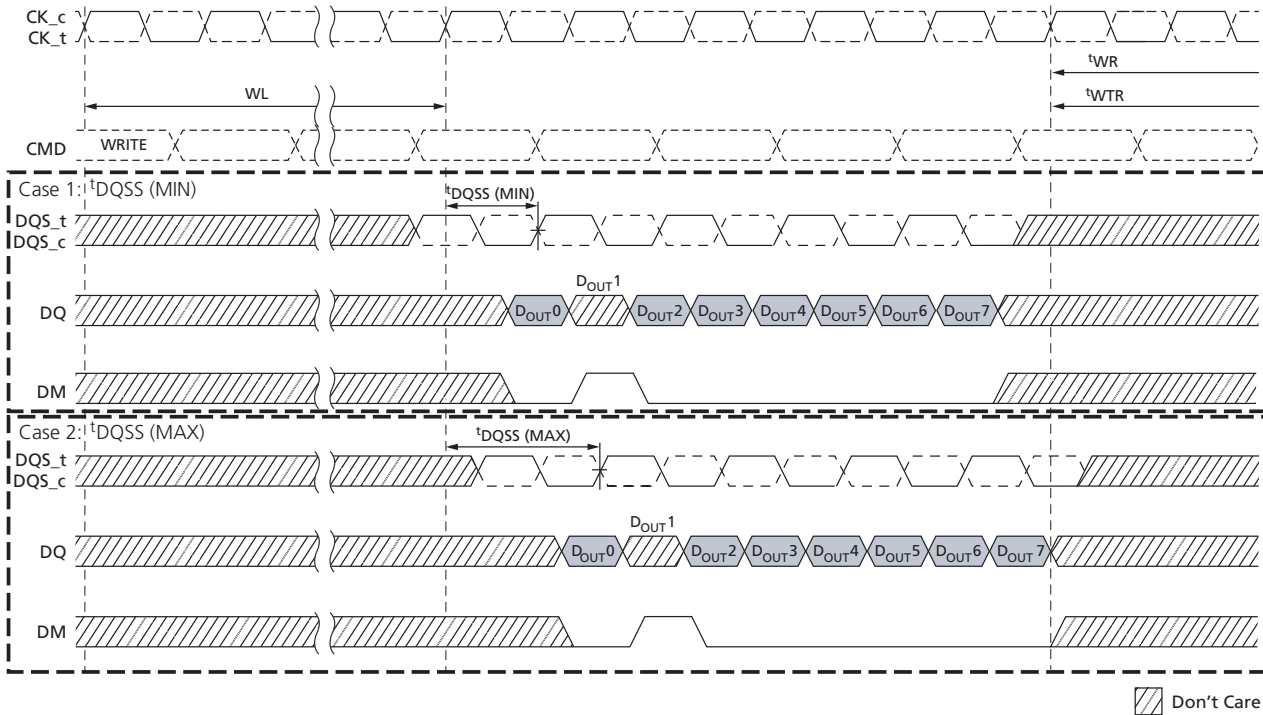 CK_c
CK_t
tWR
WL
tWTR
CMD
WRITE
Case 1: tDQSS (MIN)
tDQSS (MIN)
DQS_t
DQS_c
DOUT1
DQ
DOUT0
DOUT2
DOUT3
DOUT4
DOUT5
DOUT6
DOUT7
DM
Case 2: tDQSS (MAX)
tDQSS (MAX)
DQS_t
DQS_c
DOUT1
DQ
DOUT0
DOUT2
DOUT3
DOUT4
DOUT5
DOUT6
DOUT 7
DM
Don't Care